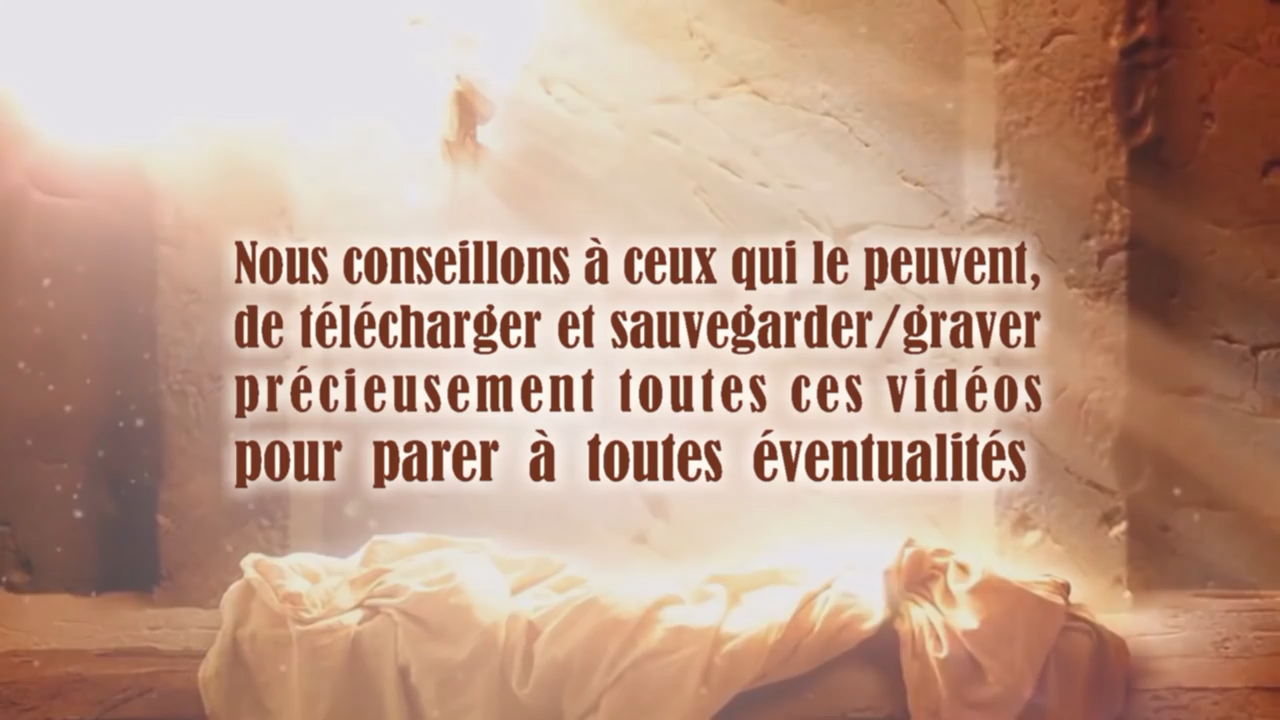 Nous conseillons à ceux qui le peuvent,
de télécharger et sauvegarder/graver
précieusement toutes ces vidéos
pour parer à toutes éventualités